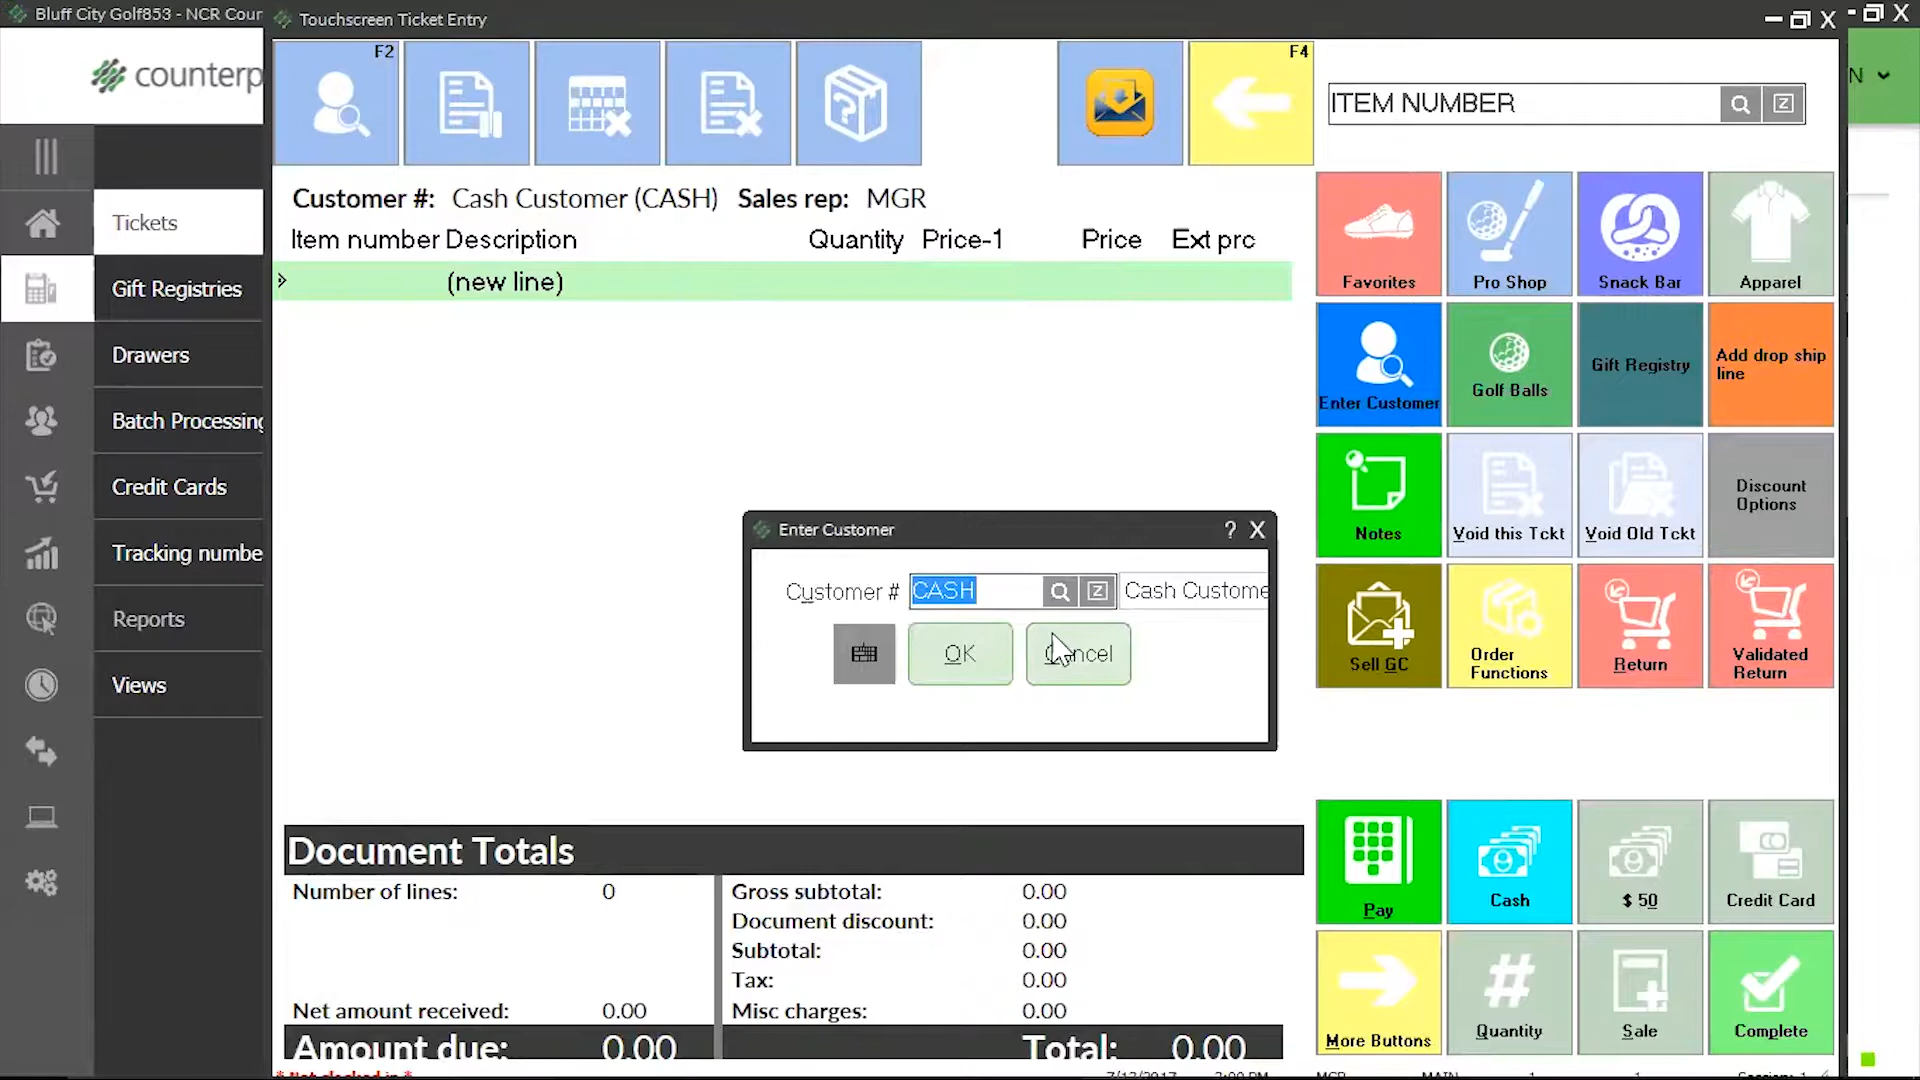 Bluff City Golf853 - NCR Cour
Touchscreen Ticket Entry
X
X
counterp
F2
F4
ITEM NUMBER
Z
N
Tickets
Gift Registries
Drawers
Batch Processing
Credit Cards
Tracking numbe
Reports
Views
Customer #: Cash Customer (CASH) Sales rep: MGR
Item number Description Quantity Price-1 Price Ext prc
(new line)
Favorites
Pro Shop
Snack Bar
Apparel
Enter Customer
Golf Balls
Gift Registry
Add drop ship
line
Notes
Void this Tckt
Void Old Tckt
Discount
Options
Sell GC
Order
Functions
Return
Validated
Return
Enter Customer
? X
Customer # CASH Z Cash Custome
OK
Cancel
Document Totals
Number of lines: 0
Net amount received: 0.00
Amount due: 0.00
Gross subtotal: 0.00
Document discount: 0.00
Subtotal: 0.00
Tax: 0.00
Misc charges: 0.00
Total: 0.00
Pay
Cash
$ 50
Credit Card
More Buttons
#
Quantity
Sale
Complete
MGR MAIN